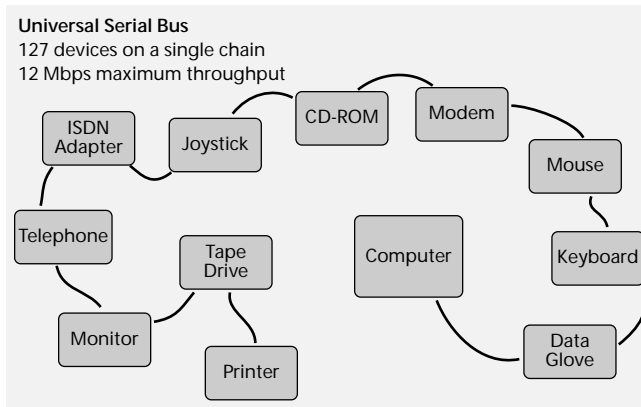 Universal Serial Bus
127 devices on a single chain
12 Mbps maximum throughput
ISDN
Adapter
Joystick
CD-ROM
Modem
Mouse
Telephone
Tape
Drive
Computer
Keyboard
Monitor
Printer
Data
Glove